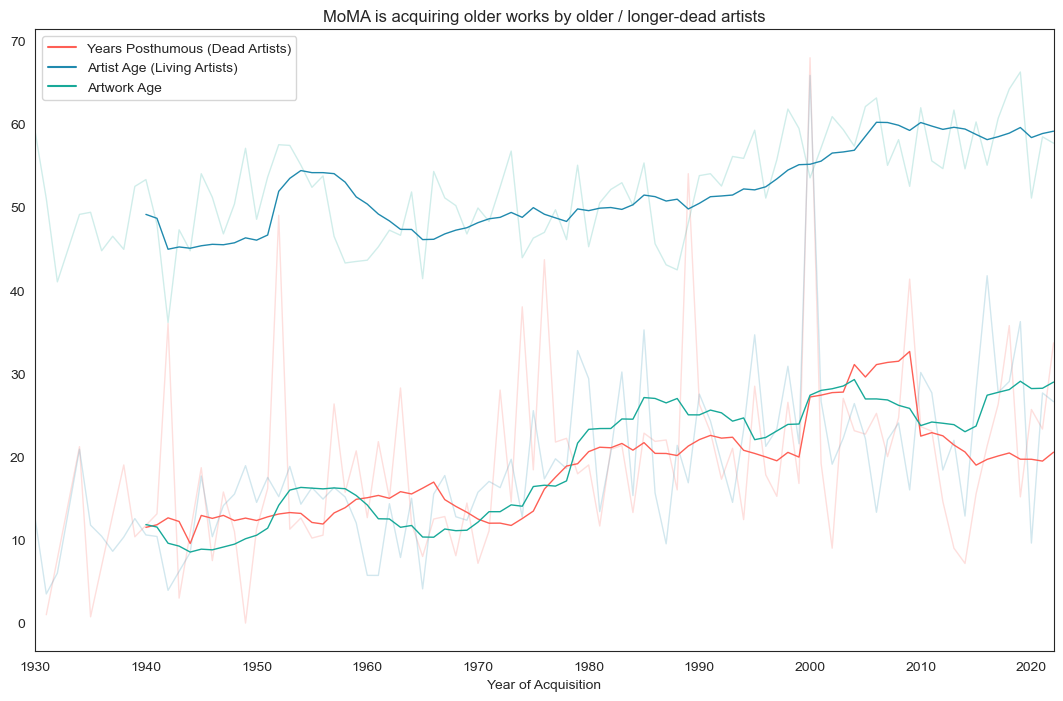 MoMA is acquiring older works by older / longer-dead artists
70
Years Posthumous (Dead Artists)
Artist Age (Living Artists)
Artwork Age
60
50
40
30
20
10
0
1930 1940 1950 1960 1970 1980 1990 2000 2010 2020
Year of Acquisition